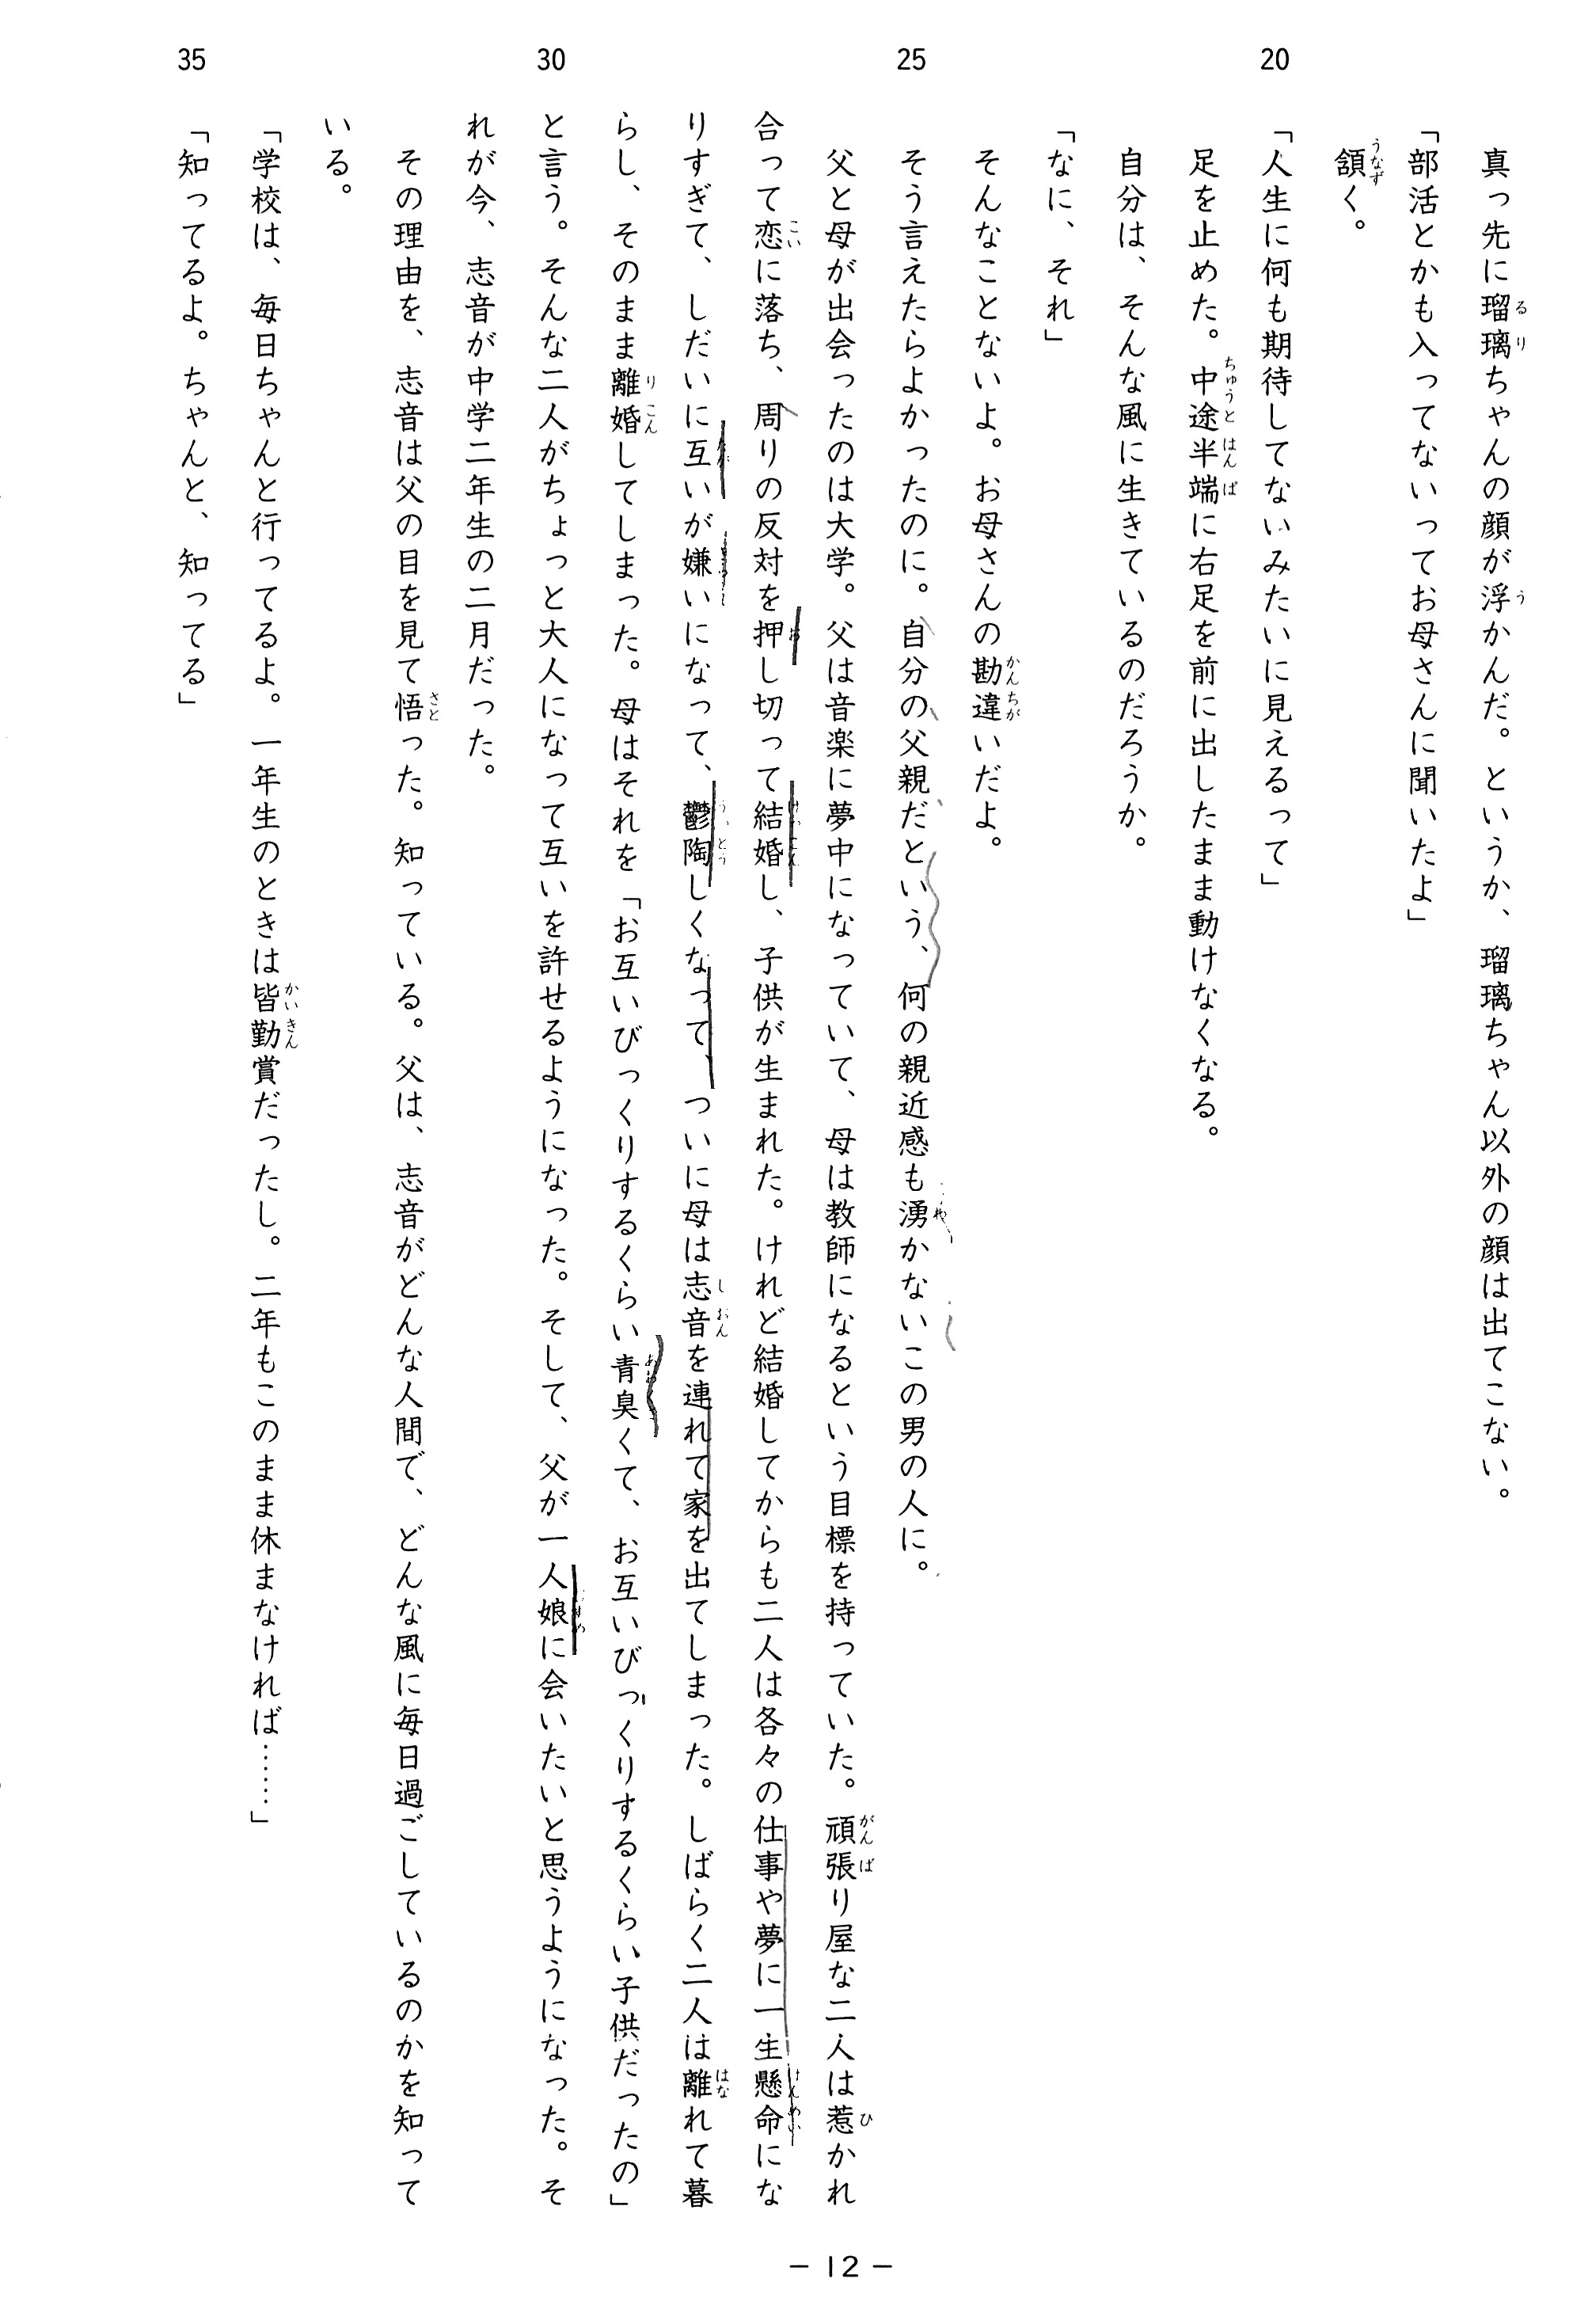 真っ先に瑠璃ちゃんの顔が浮かんだ。というか、瑠璃ちゃん以外の顔は出てこない。
「部活とかも入ってないってお母さんに聞いたよ」
頷く。
20 「人生に何も期待してないみたいに見えるって」
足を止めた。中途半端に右足を前に出したまま動けなくなる。
自分は、そんな風に生きているのだろうか。
「なに、それ」
そんなことないよ。お母さんの勘違いだよ。
25 そう言えたらよかったのに。自分の父親だという、何の親近感も湧かないこの男の人に。
父と母が出会ったのは大学。父は音楽に夢中になっていて、母は教師になるという目標を持っていた。頑張り屋な二人は惹かれ
合って恋に落ち、周りの反対を押し切って結婚し、子供が生まれた。けれど結婚してからも二人は各々の仕事や夢に一生懸命にな
りすぎて、しだいに互いが嫌いになって、鬱陶しくなって、ついに母は志音を連れて家を出てしまった。しばらく二人は離れて暮
らし、そのまま離婚してしまった。母はそれを「お互いびっくりするくらい青臭くて、お互いびっくりするくらい子供だったの」
30 と言う。そんな二人がちょっと大人になって互いを許せるようになった。そして、父が一人娘に会いたいと思うようになった。そ
れが今、志音が中学二年生の二月だった。
その理由を、志音は父の目を見て悟った。知っている。父は、志音がどんな人間で、どんな風に毎日過ごしているのかを知って
いる。
「学校は、毎日ちゃんと行ってるよ。一年生のときは皆勤賞だったし。二年もこのまま休まなければ……」
35 「知ってるよ。ちゃんと、知ってる」
― 12 ―